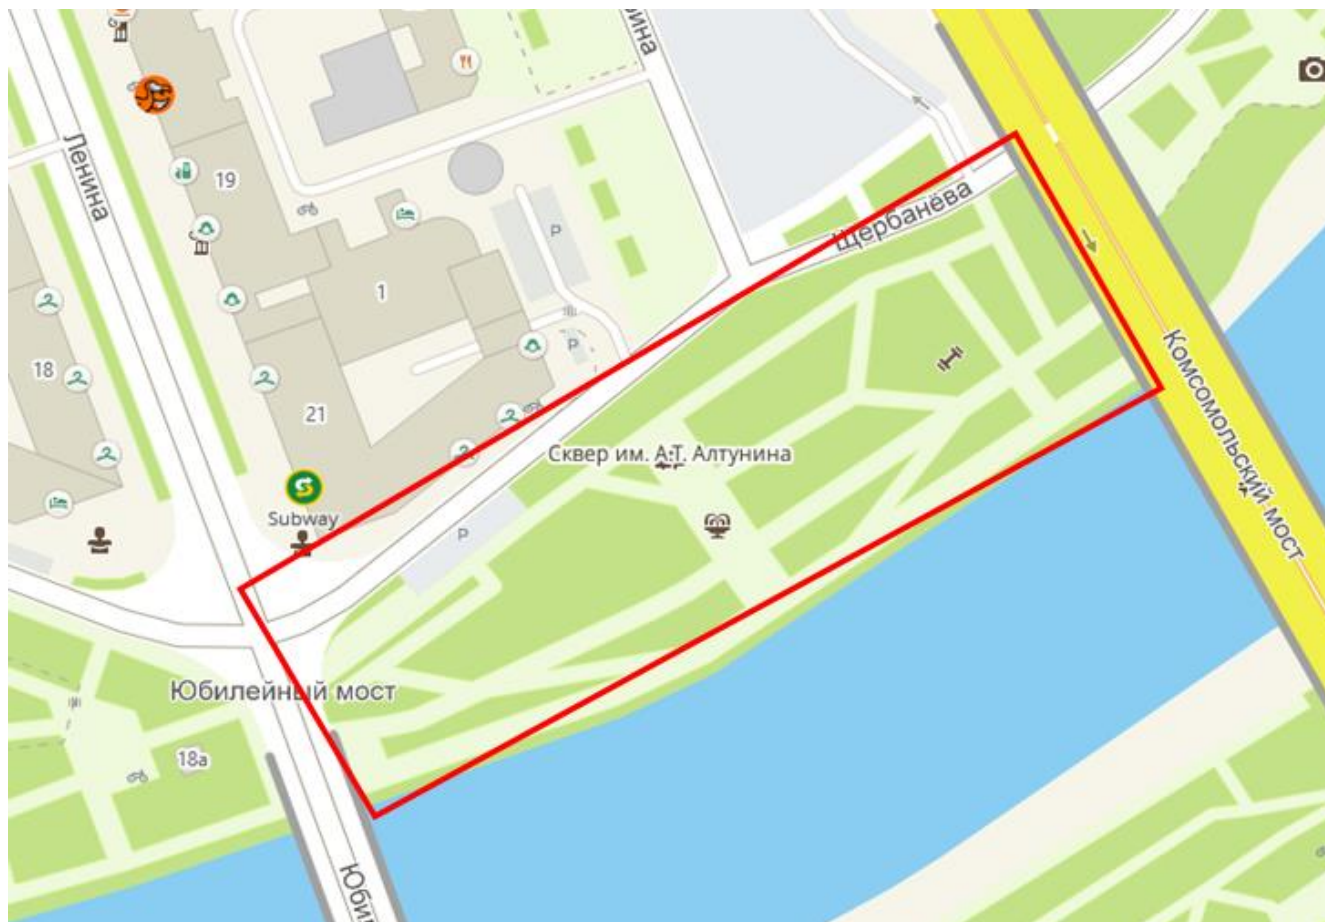 Ленина
19
P
Щербанёва
1
P
18
21
Сквер им. А.Т. Алтунина
Комсомольский мост
Subway
P
Юбилейный мост
18а